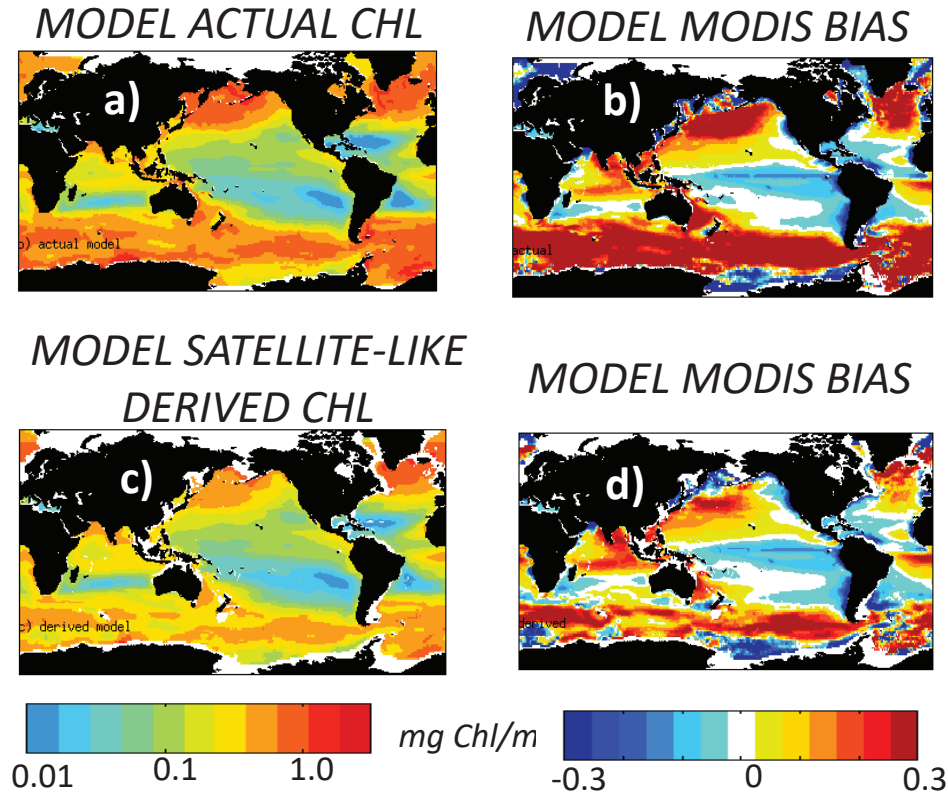 MODEL ACTUAL CHL
MODEL MODIS BIAS
a)
b)
o) actual model
actual
MODEL SATELLITE-LIKE
DERIVED CHL
MODEL MODIS BIAS
c)
d)
c) derived model
derived
mg Chl/m
0.01
0.1
1.0
-0.3
0
0.3